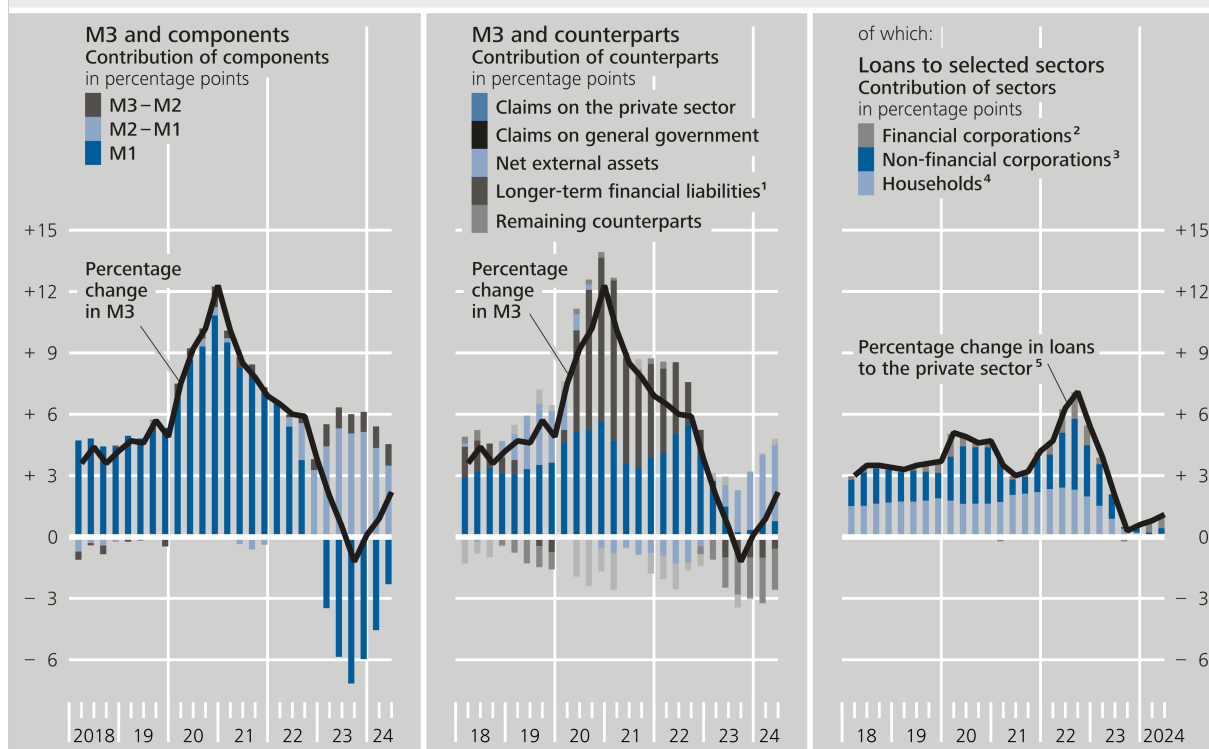 M3 and components
Contribution of components
in percentage points
M3 – M2
M2 – M1
M1
+15
+12
+ 9
+ 6
+ 3
0
– 3
– 6
Percentage
change
in M3
2018 19 20 21 22 23 24
M3 and counterparts
Contribution of counterparts
in percentage points
Claims on the private sector
Claims on general government
Net external assets
Longer-term financial liabilities¹
Remaining counterparts
Percentage
change
in M3
18 19 20 21 22 23 24
of which:
Loans to selected sectors
Contribution of sectors
in percentage points
Financial corporations²
Non-financial corporations³
Households⁴
Percentage change in loans
to the private sector⁵
+15
+12
+ 9
+ 6
+ 3
0
– 3
– 6
18 19 20 21 22 23 2024